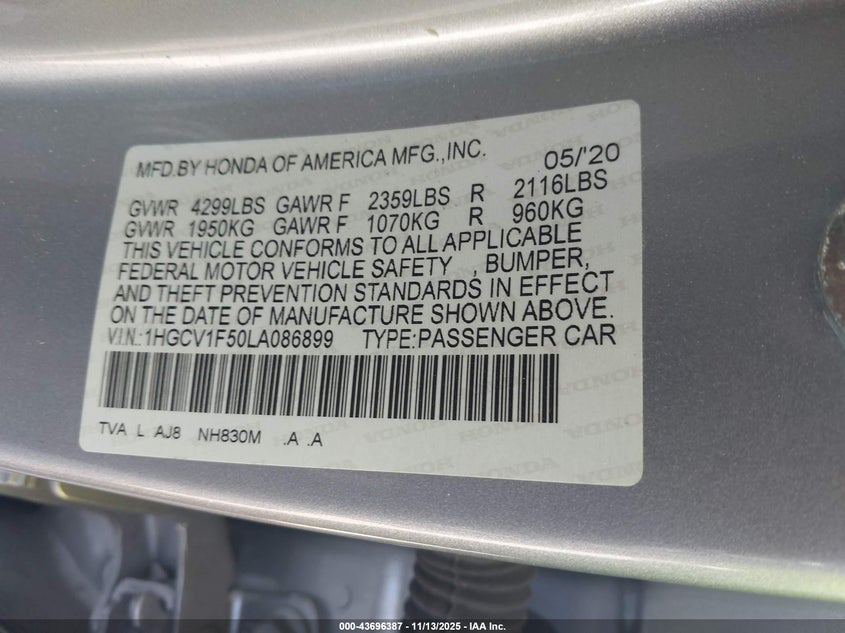 MFD.BY HONDA OF AMERICA MFG.,INC. 05/'20
GVWR 4299LBS GAWR F 2359LBS R 2116LBS
GVWR 1950KG GAWR F 1070KG R 960KG
THIS VEHICLE CONFORMS TO ALL APPLICABLE
FEDERAL MOTOR VEHICLE SAFETY , BUMPER,
AND THEFT PREVENTION STANDARDS IN EFFECT
ON THE DATE OF MANUFACTURE SHOWN ABOVE.
V.I.N.:1HGCV1F50LA086899 TYPE:PASSENGER CAR
TVA L AJ8 NH830M .A .A
000-43696387 - 11/13/2025 - IAA Inc.